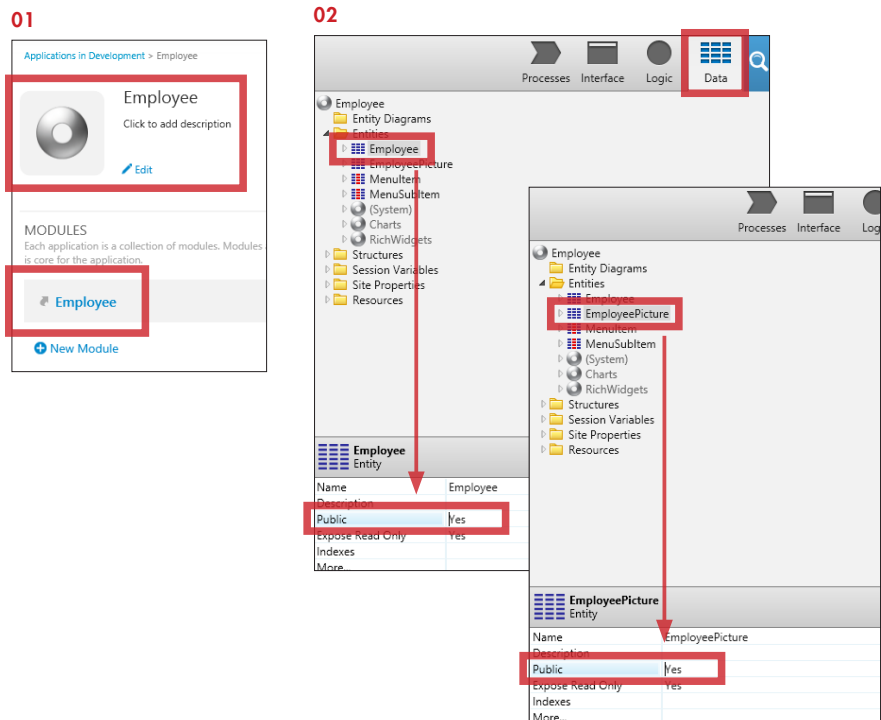 01
Applications in Development > Employee
Employee
Click to add description
Edit
MODULES
Each application is a collection of modules. Modules
is core for the application.
Employee
New Module
02
Processes Interface Logic Data
Employee
Entity Diagrams
Entities
Employee
EmployeePicture
MenuItem
MenuSubItem
(System)
Charts
RichWidgets
Structures
Session Variables
Site Properties
Resources
Employee
Entity
Name Employee
Description
Public Yes
Expose Read Only Yes
Indexes
More...
Processes Interface Log
Employee
Entity Diagrams
Entities
Employee
EmployeePicture
MenuItem
MenuSubItem
(System)
Charts
RichWidgets
Structures
Session Variables
Site Properties
Resources
EmployeePicture
Entity
Name EmployeePicture
Description
Public Yes
Expose Read Only Yes
Indexes
More...